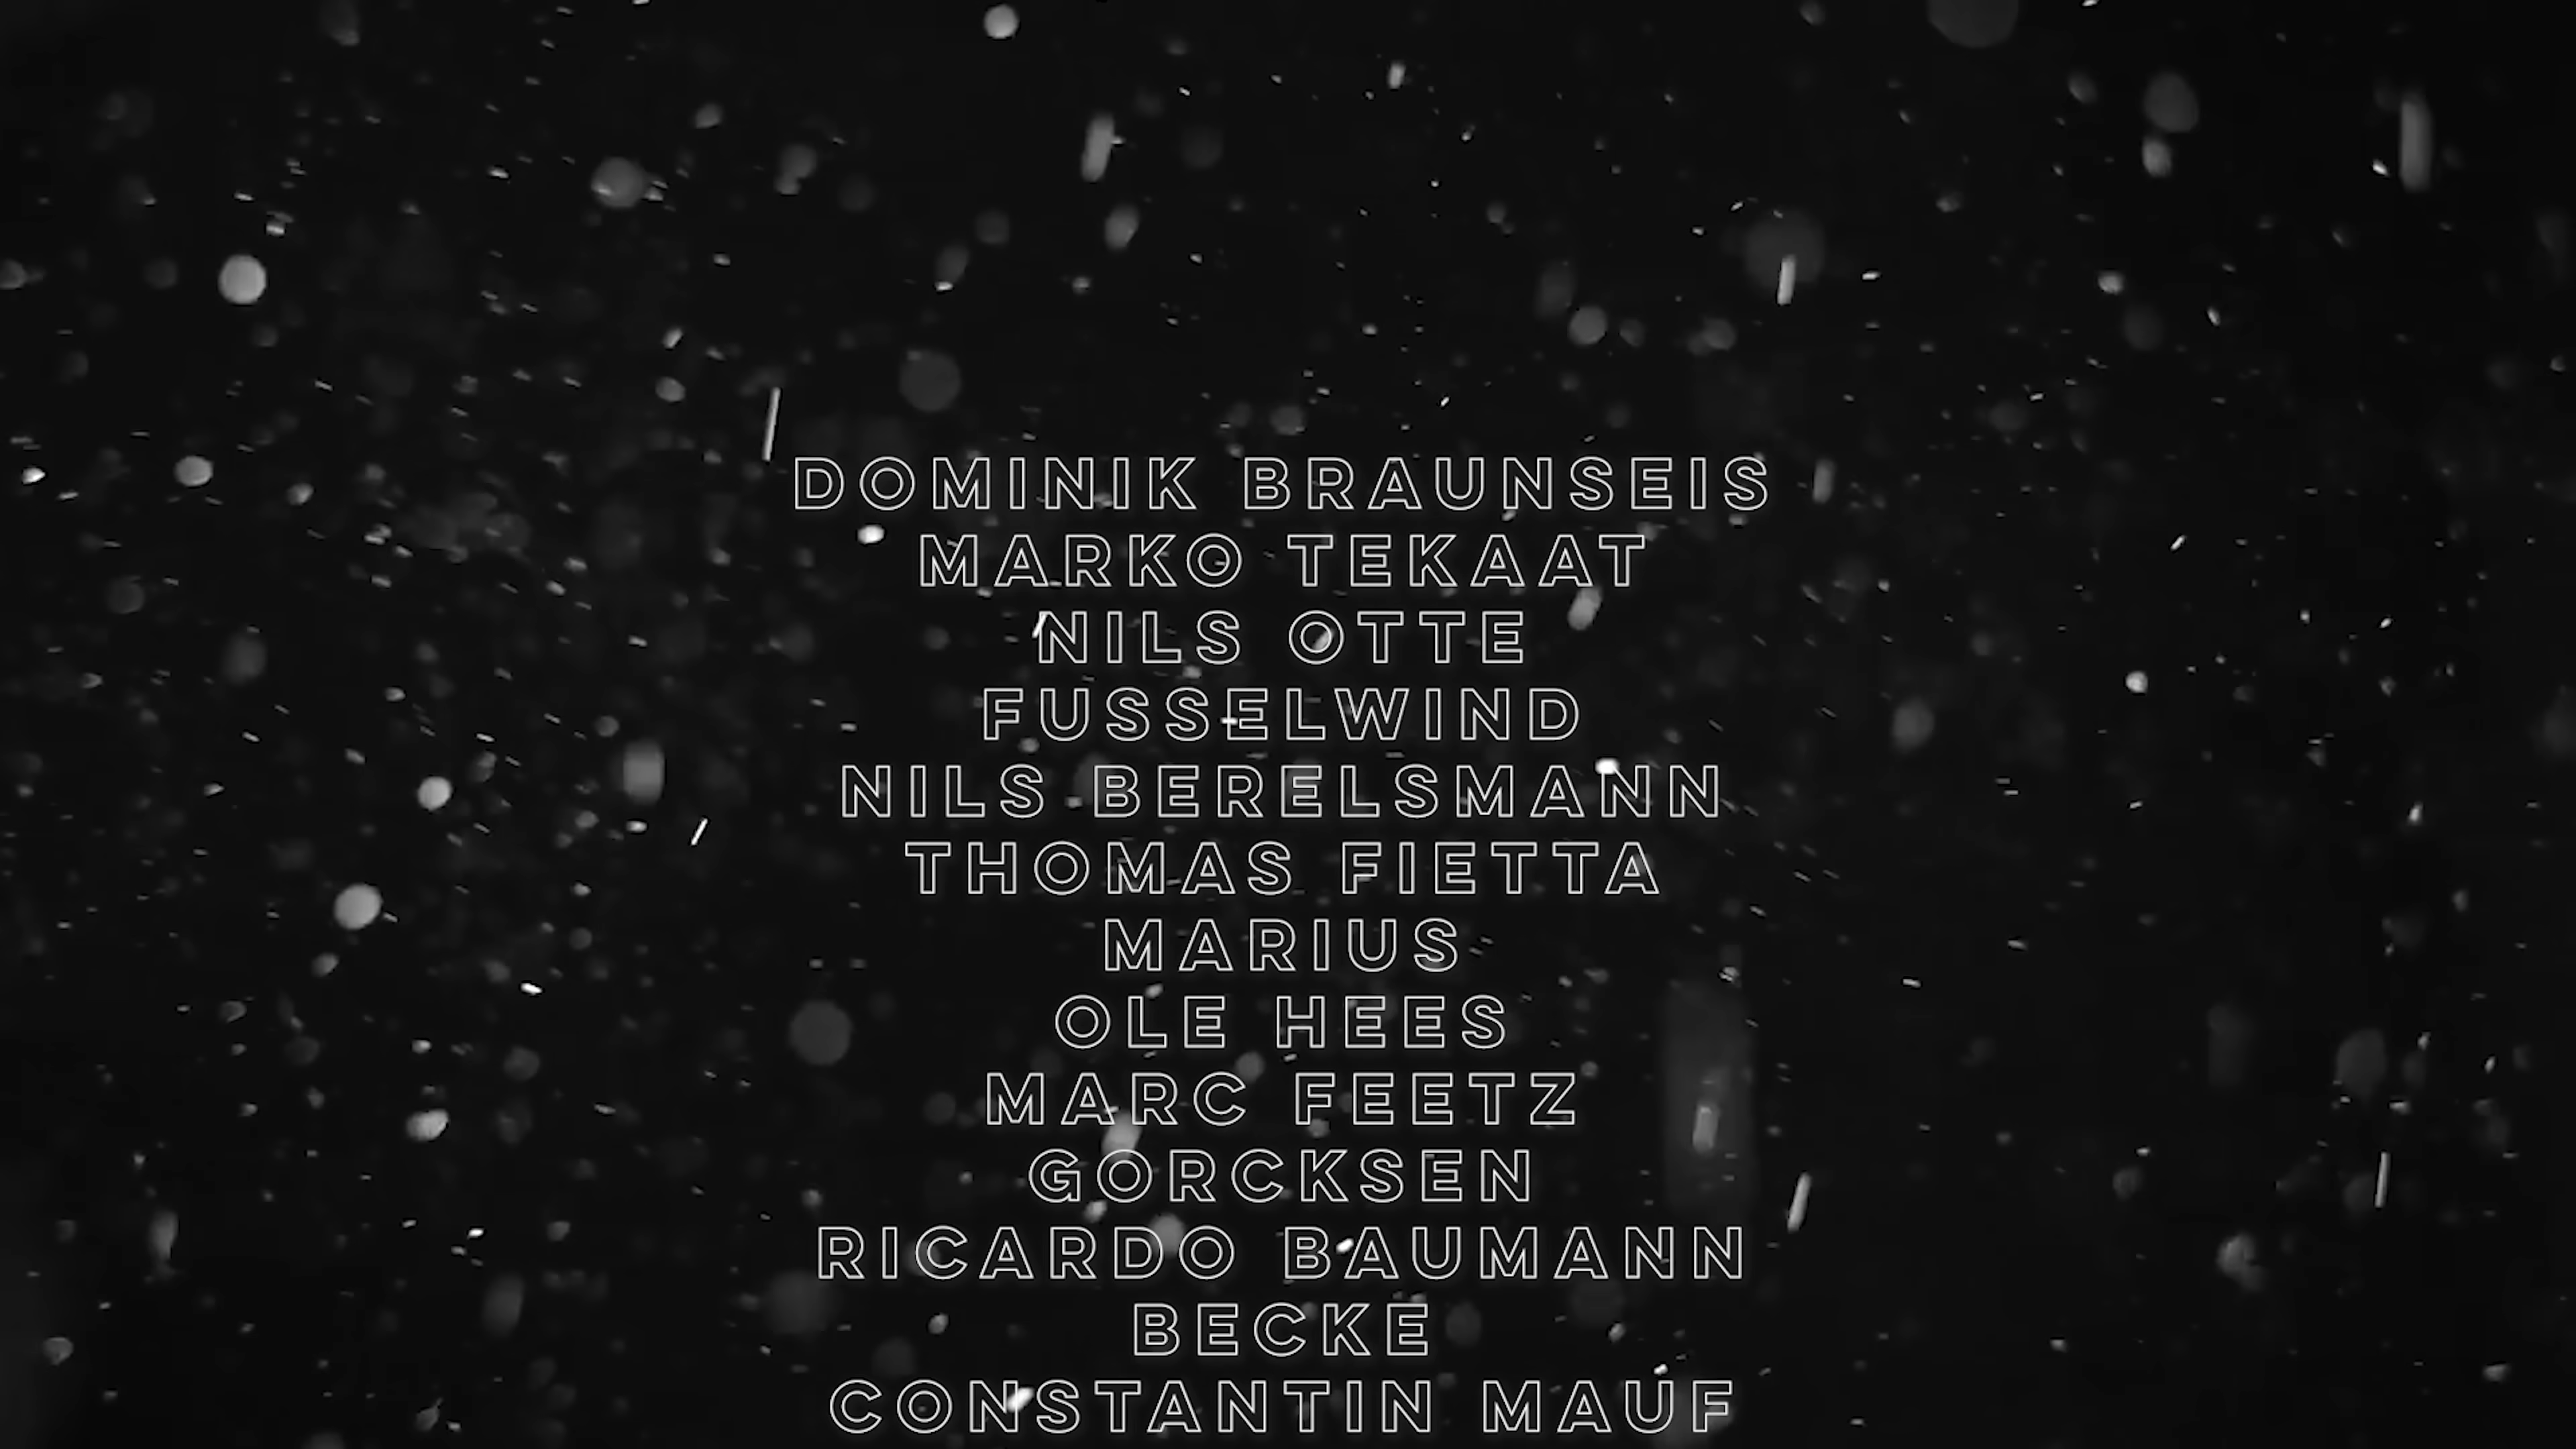 DOMINIK BRAUNSEIS
MARKO TEKAAT
NILS OTTE
FUSSELWIND
NILS BERELSMANN
THOMAS FIETTA
MARIUS
OLE HEES
MARC FEETZ
GORCKSEN
RICARDO BAUMANN
BECKE
CONSTANTIN MAUF